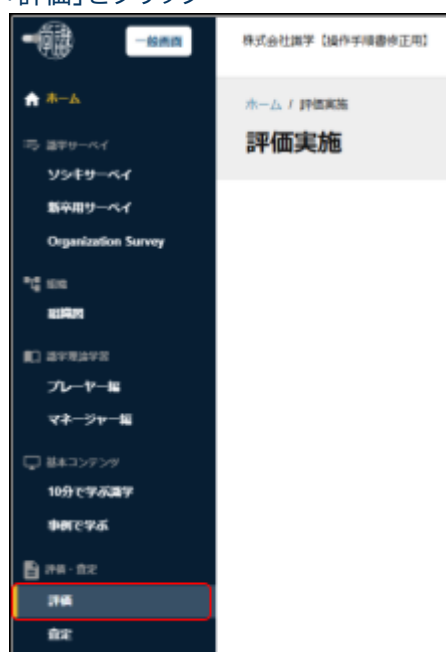 「評価」をクリック
識学
一般画面
株式会社識学【操作手順書修正用】
ホーム
ホーム / 評価実施
評価実施
識学サーベイ
ソシキサーベイ
新卒用サーベイ
Organization Survey
組織
組織図
識学理論学習
プレーヤー編
マネージャー編
基本コンテンツ
10分で学ぶ識学
事例で学ぶ
評価・査定
評価
査定